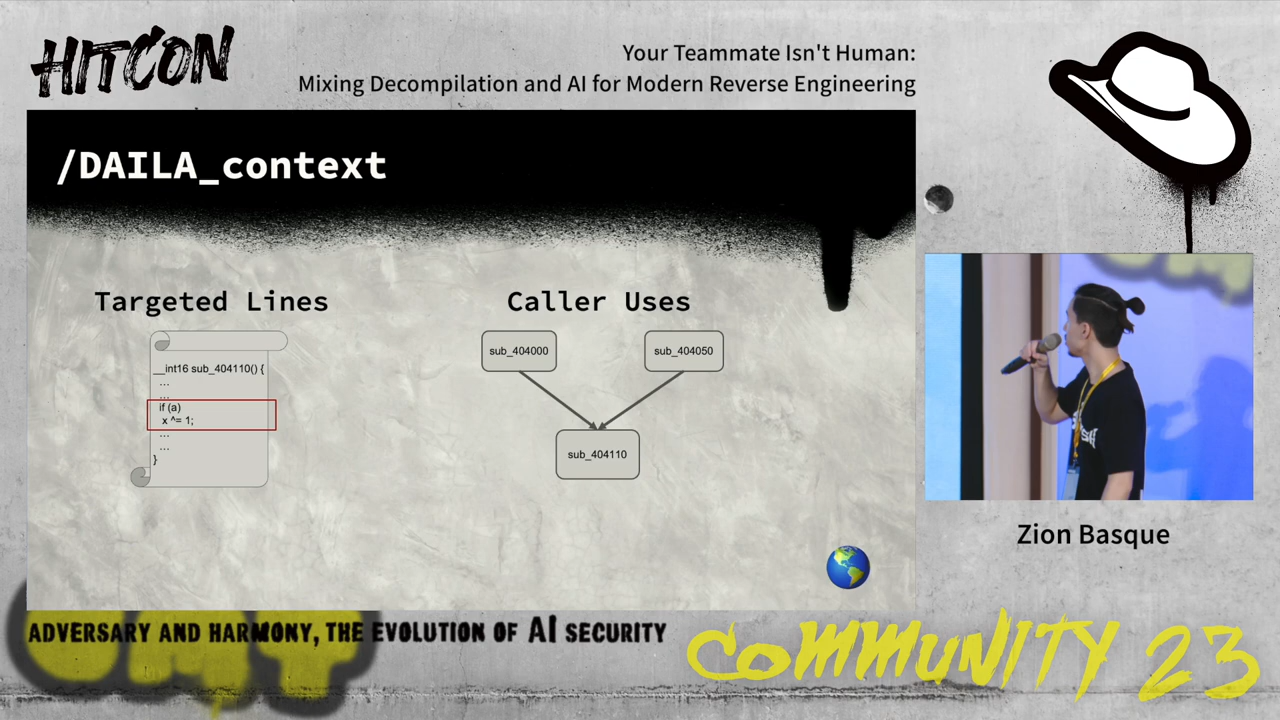 HITCON
Your Teammate Isn't Human:
Mixing Decompilation and AI for Modern Reverse Engineering
/DAILA_context
Targeted Lines
Caller Uses
__int16 sub_404110() {
...
...
if (a)
x ^= 1;
...
...
}
sub_404000
sub_404050
sub_404110
Zion Basque
ADVERSARY AND HARMONY, THE EVOLUTION OF AI SECURITY
COMMUNITY 23